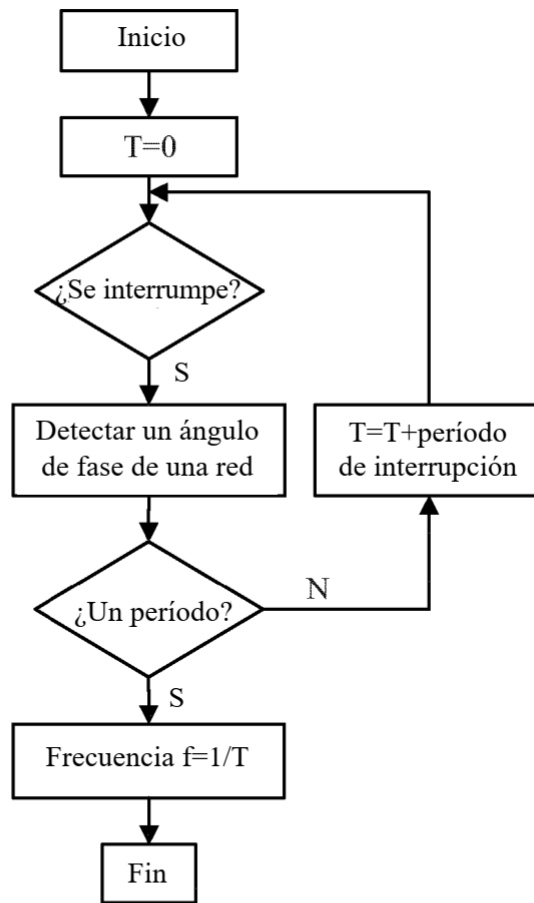 Inicio
T=0
¿Se interrumpe?
S
Detectar un ángulo
de fase de una red
T=T+período
de interrupción
¿Un período?
N
S
Frecuencia f=1/T
Fin